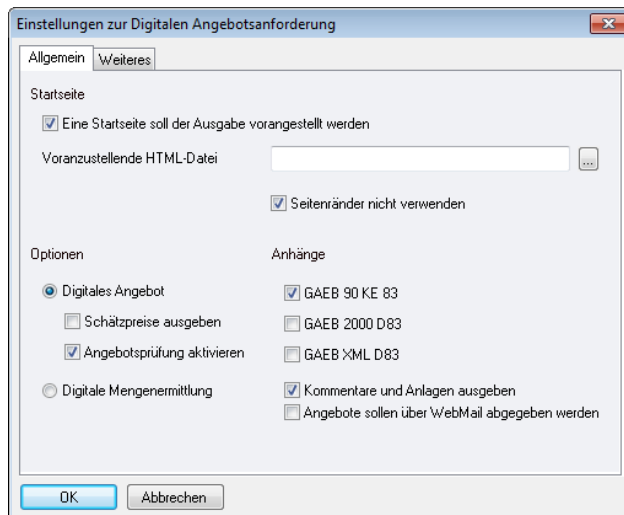 Einstellungen zur Digitalen Angebotsanforderung
Allgemein Weiteres
Startseite
Eine Startseite soll der Ausgabe vorangestellt werden
Voranzustellende HTML-Datei ...
Seitenränder nicht verwenden
Optionen Anhänge
Digitales Angebot GAEB 90 KE 83
Schätzpreise ausgeben GAEB 2000 D83
Angebotsprüfung aktivieren GAEB XML D83
Digitale Mengenermittlung Kommentare und Anlagen ausgeben
Angebote sollen über WebMail abgegeben werden
OK Abbrechen